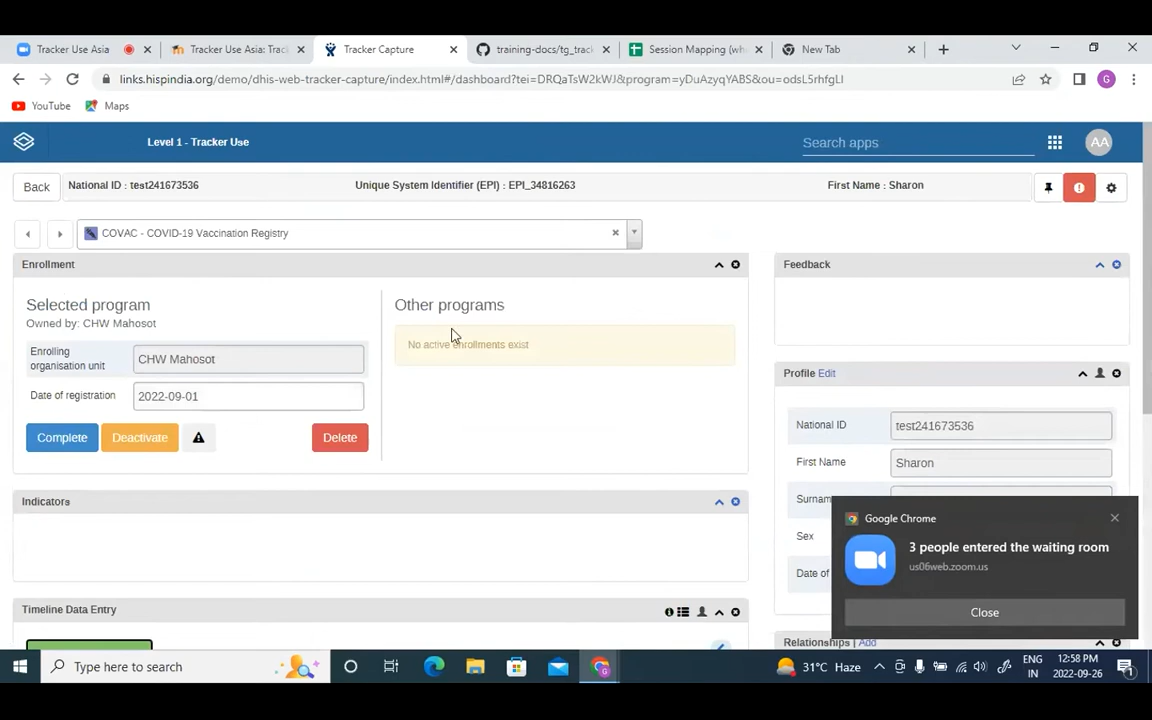 Tracker Use Asia
Tracker Use Asia: Trac
Tracker Capture
training-docs/tg_track
Session Mapping (wh
New Tab
links.hispindia.org/demo/dhis-web-tracker-capture/index.html#/dashboard?tei=DRQaTsW2kWJ&program=yDuAzyqYABS&ou=odsL5rhfgLI
G
YouTube
Maps
Level 1 - Tracker Use
Search apps
AA
Back
National ID : test241673536
Unique System Identifier (EPI) : EPI_34816263
First Name : Sharon
COVAC - COVID-19 Vaccination Registry
Enrollment
Selected program
Owned by: CHW Mahosot
Enrolling
organisation unit
CHW Mahosot
Date of registration
2022-09-01
Complete
Deactivate
Delete
Other programs
No active enrollments exist
Feedback
Profile Edit
National ID
test241673536
First Name
Sharon
Surnam
Sex
Date of
Indicators
Timeline Data Entry
Google Chrome
3 people entered the waiting room
us06web.zoom.us
Close
Relationships | Add
Type here to search
31°C Haze
ENG
IN
12:58 PM
2022-09-26
1